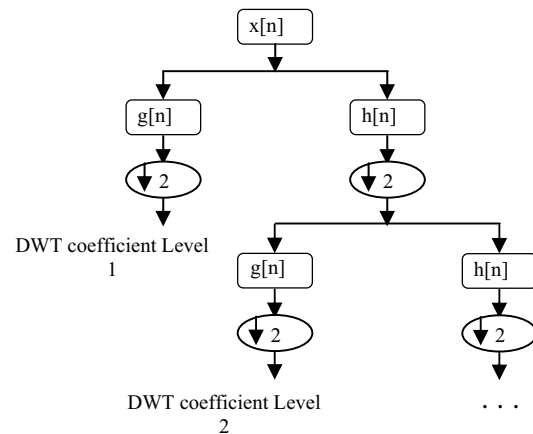 x[n]
g[n]
h[n]
2
2
DWT coefficient Level
1
g[n]
h[n]
2
2
DWT coefficient Level
2
. . .